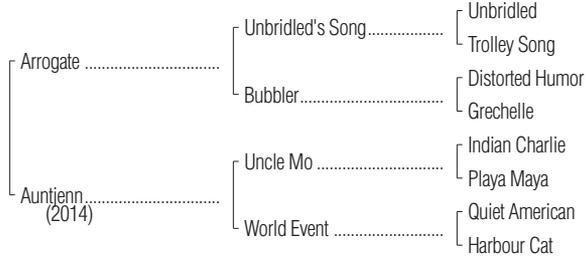 Unbridled
Unbridled's Song..................
Trolley Song
Arrogate ................................
Distorted Humor
Bubbler..................................
Grechelle
Indian Charlie
Uncle Mo ..............................
Playa Maya
Auntjenn................................
(2014)
Quiet American
World Event ..........................
Harbour Cat